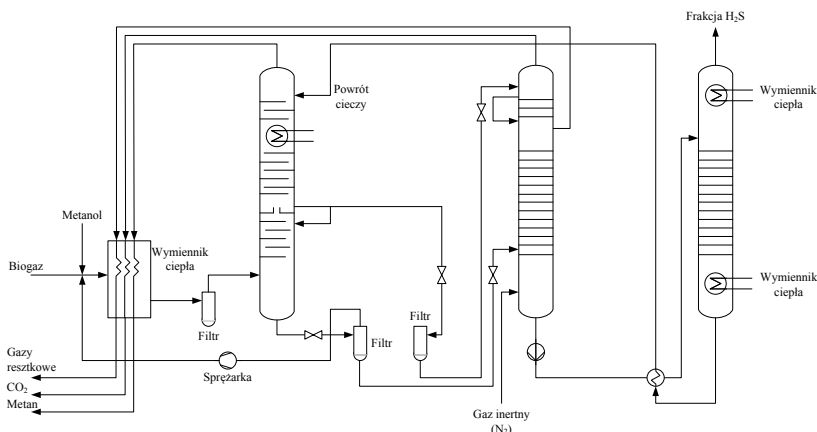 Frakcja H₂S
Wymiennik
ciepła
Powrót
cieczy
Metanol
Wymiennik
ciepła
Biogaz
Filtr
Wymiennik
ciepła
Filtr
Filtr
Gazy
resztkowe
Sprężarka
CO₂
Metan
Gaz inertny
(N₂)